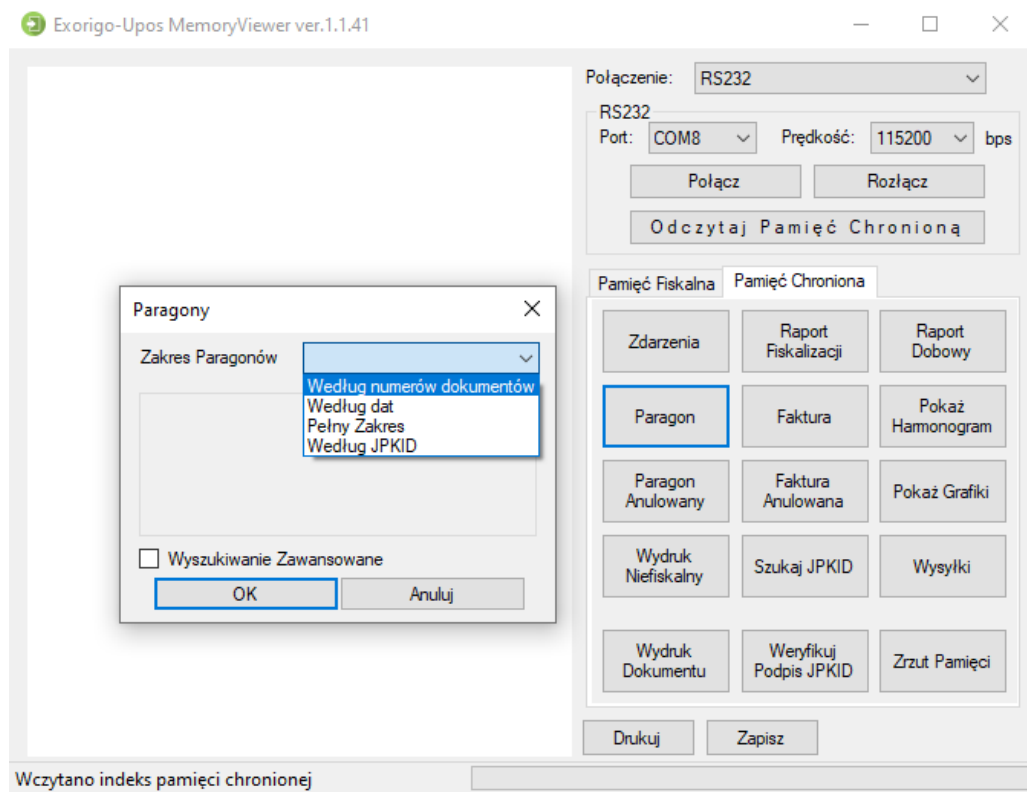 Exorigo-Upos MemoryViewer ver.1.1.41
Połączenie: RS232
RS232
Port: COM8 Prędkość: 115200 bps
Połącz Rozłącz
Odczytaj Pamięć Chronioną
Pamięć Fiskalna Pamięć Chroniona
Zdarzenia Raport Fiskalizacji Raport Dobowy
Paragon Faktura Pokaż Harmonogram
Paragon Anulowany Faktura Anulowana Pokaż Grafiki
Wydruk Niefiskalny Szukaj JPKID Wysyłki
Wydruk Dokumentu Weryfikuj Podpis JPKID Zrzut Pamięci
Drukuj Zapisz
Paragony
Zakres Paragonów
Według numerów dokumentów
Według dat
Pełny Zakres
Według JPKID
Wyszukiwanie Zawansowane
OK Anuluj
Wczytano indeks pamięci chronionej